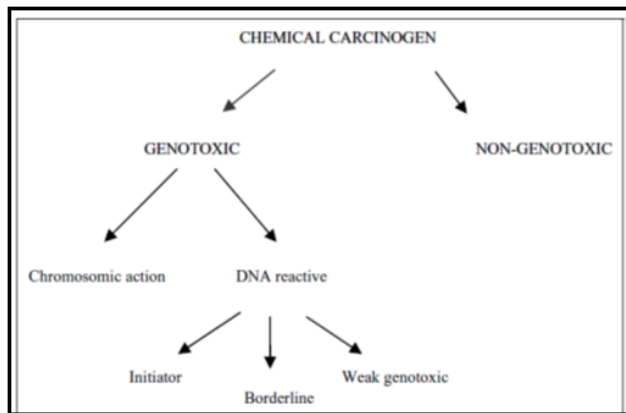 CHEMICAL CARCINOGEN
GENOTOXIC
NON-GENOTOXIC
Chromosomic action
DNA reactive
Initiator
Borderline
Weak genotoxic